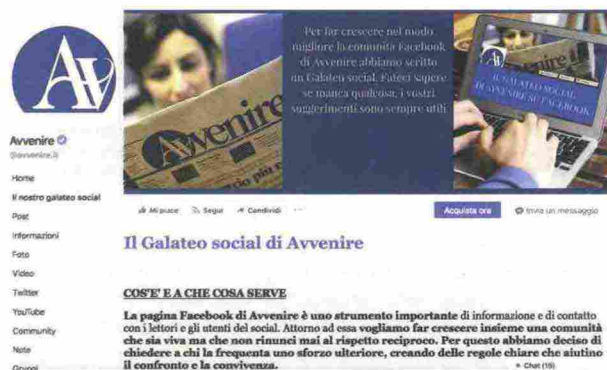 Av
Avvenire
@avvenire.it
Home
Il nostro galateo social
Post
Informazioni
Foto
Video
Twitter
YouTube
Community
Note
Gruppi
Per far crescere nel modo
migliore la comunità Facebook
di Avvenire abbiamo scritto
un Galateo social. Fateci sapere
se manca qualcosa, i vostri
suggerimenti sono sempre utili
Avvenire
IL GALATEO SOCIAL
DI AVVENIRE SU FACEBOOK
Mi piace Segui Condividi ...
Acquista ora Invia un messaggio
Il Galateo social di Avvenire
COS'E' E A CHE COSA SERVE
La pagina Facebook di Avvenire è uno strumento importante di informazione e di contatto
con i lettori e gli utenti del social. Attorno ad essa vogliamo far crescere insieme una comunità
che sia viva ma che non rinunci mai al rispetto reciproco. Per questo abbiamo deciso di
chiedere a chi la frequenta uno sforzo ulteriore, creando delle regole chiare che aiutino
il confronto e la convivenza.
Chat (15)